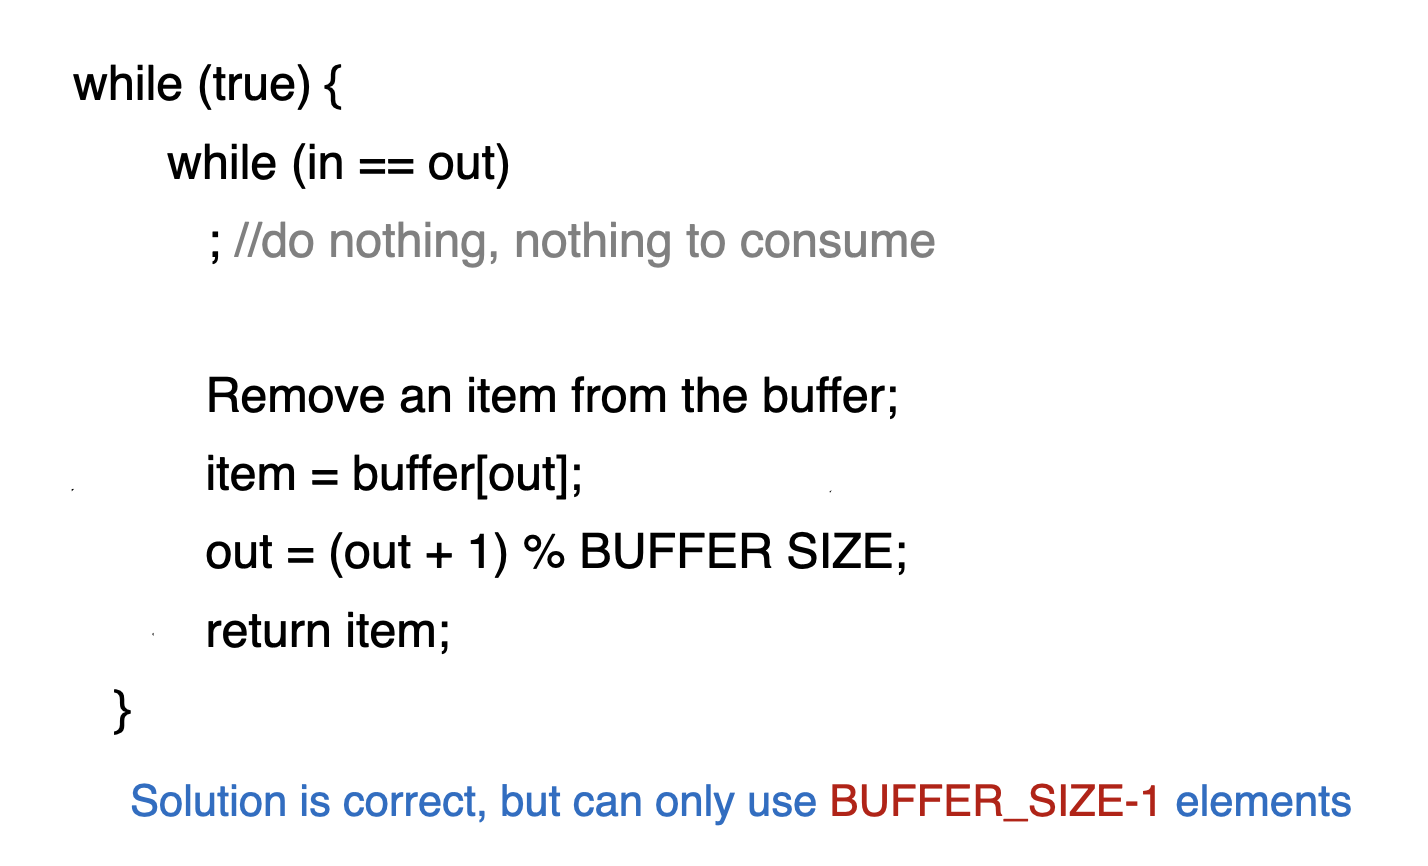 while (true) {
while (in == out)
; //do nothing, nothing to consume
Remove an item from the buffer;
item = buffer[out];
out = (out + 1) % BUFFER SIZE;
return item;
}
Solution is correct, but can only use BUFFER_SIZE-1 elements